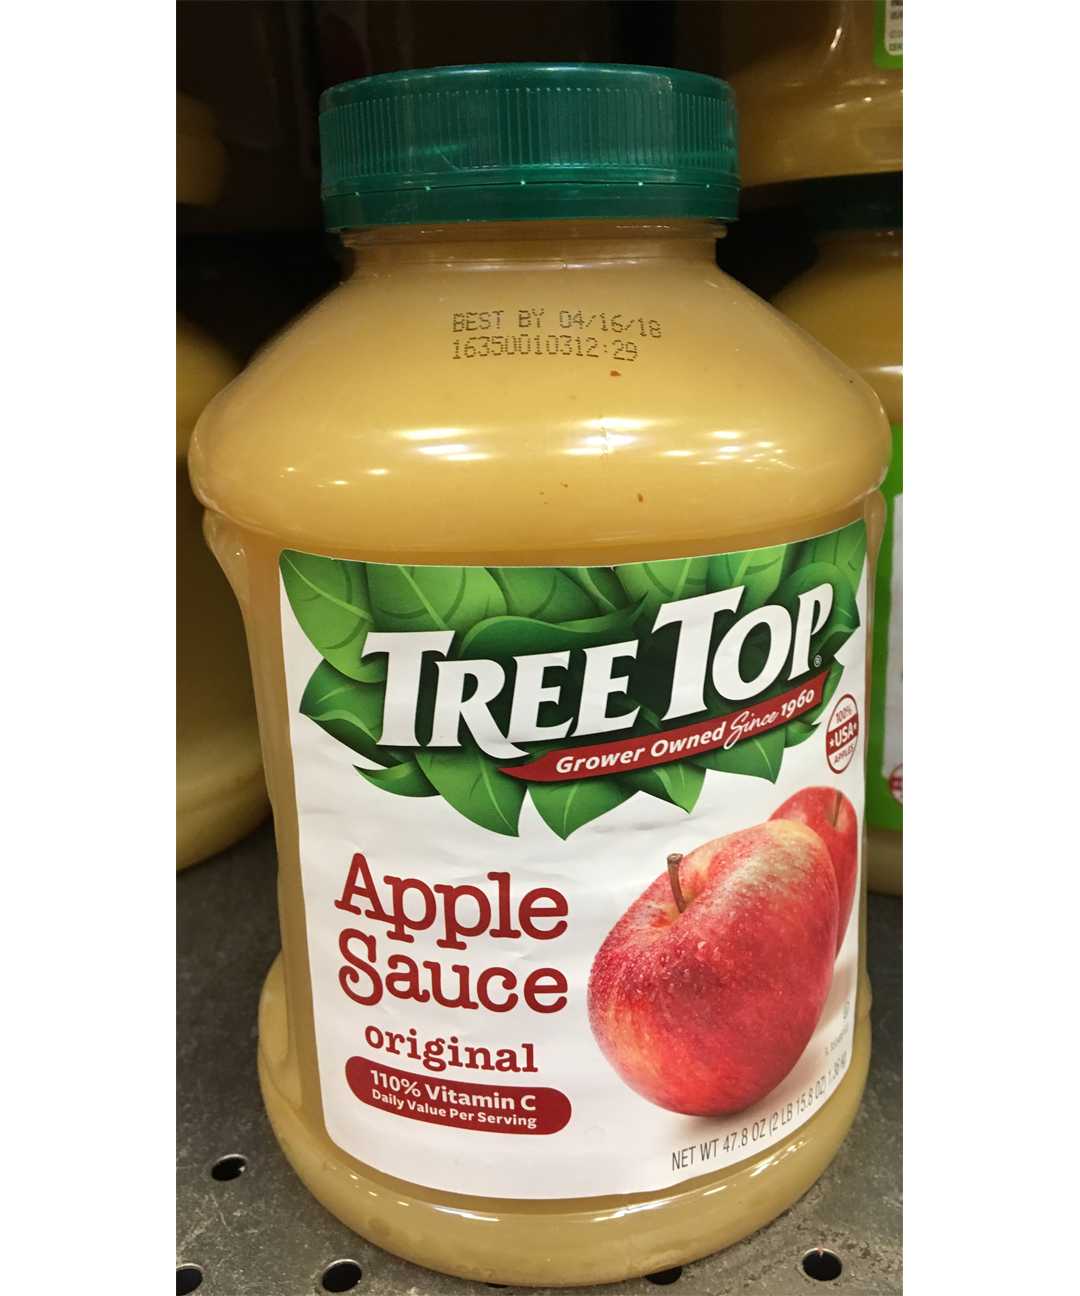 BEST BY 04/16/18
16350010312:29
TREE TOP®
Grower Owned Since 1960
100%
USA
APPLES
Apple
Sauce
original
110% Vitamin C
Daily Value Per Serving
NET WT 47.8 OZ (2 LB 15.8 OZ) 1.36 kg